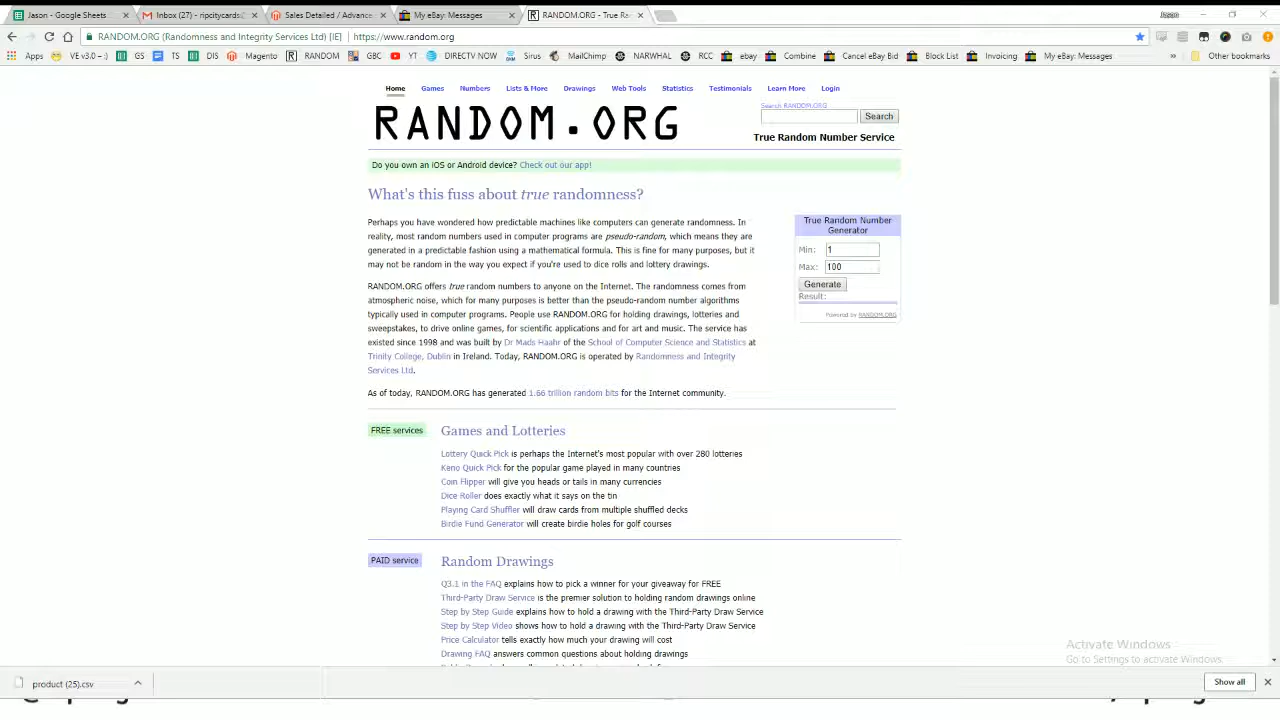 Jason - Google Sheets
Inbox (27) - ripcitycards
Sales Detailed / Advance
My eBay: Messages
RANDOM.ORG - True Ra
Jason
RANDOM.ORG (Randomness and Integrity Services Ltd) [IE]
https://www.random.org
Apps
VE v3.0 – :)
GS
TS
DIS
Magento
RANDOM
GBC
YT
DIRECTV NOW
Sirus
MailChimp
NARWHAL
RCC
ebay
Combine
Cancel eBay Bid
Block List
Invoicing
My eBay: Messages
»
Other bookmarks
Home Games Numbers Lists & More Drawings Web Tools Statistics Testimonials Learn More Login
RANDOM.ORG
Search RANDOM.ORG
Search
True Random Number Service
Do you own an iOS or Android device? Check out our app!
What's this fuss about true randomness?
Perhaps you have wondered how predictable machines like computers can generate randomness. In
reality, most random numbers used in computer programs are pseudo-random, which means they are
generated in a predictable fashion using a mathematical formula. This is fine for many purposes, but it
may not be random in the way you expect if you're used to dice rolls and lottery drawings.
RANDOM.ORG offers true random numbers to anyone on the Internet. The randomness comes from
atmospheric noise, which for many purposes is better than the pseudo-random number algorithms
typically used in computer programs. People use RANDOM.ORG for holding drawings, lotteries and
sweepstakes, to drive online games, for scientific applications and for art and music. The service has
existed since 1998 and was built by Dr Mads Haahr of the School of Computer Science and Statistics at
Trinity College, Dublin in Ireland. Today, RANDOM.ORG is operated by Randomness and Integrity
Services Ltd.
As of today, RANDOM.ORG has generated 1.66 trillion random bits for the Internet community.
True Random Number
Generator
Min: 1
Max: 100
Generate
Result:
Powered by RANDOM.ORG
FREE services
Games and Lotteries
Lottery Quick Pick is perhaps the Internet's most popular with over 280 lotteries
Keno Quick Pick for the popular game played in many countries
Coin Flipper will give you heads or tails in many currencies
Dice Roller does exactly what it says on the tin
Playing Card Shuffler will draw cards from multiple shuffled decks
Birdie Fund Generator will create birdie holes for golf courses
PAID service
Random Drawings
Q3.1 in the FAQ explains how to pick a winner for your giveaway for FREE
Third-Party Draw Service is the premier solution to holding random drawings online
Step by Step Guide explains how to hold a drawing with the Third-Party Draw Service
Step by Step Video shows how to hold a drawing with the Third-Party Draw Service
Price Calculator tells exactly how much your drawing will cost
Drawing FAQ answers common questions about holding drawings
Activate Windows
Go to Settings to activate Windows.
product (25).csv
Show all